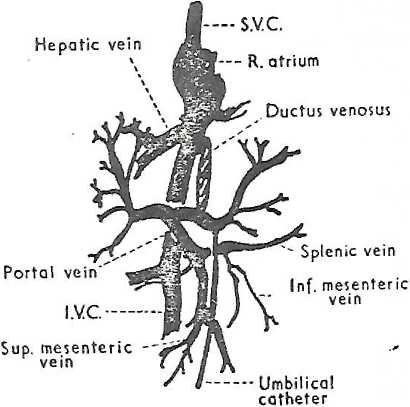 S.V.C.
Hepatic vein
R. atrium
Ductus venosus
Splenic vein
Portal vein
Inf. mesenteric
vein
I.V.C.
Sup. mesenteric
vein
Umbilical
catheter